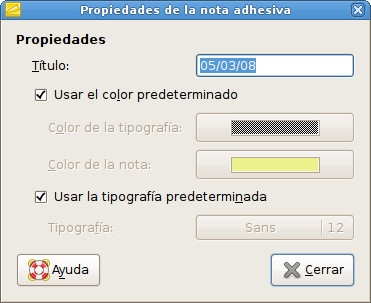 Propiedades de la nota adhesiva
Propiedades
Título: 05/03/08
Usar el color predeterminado
Color de la tipografía:
Color de la nota:
Usar la tipografía predeterminada
Tipografía: Sans 12
Ayuda Cerrar